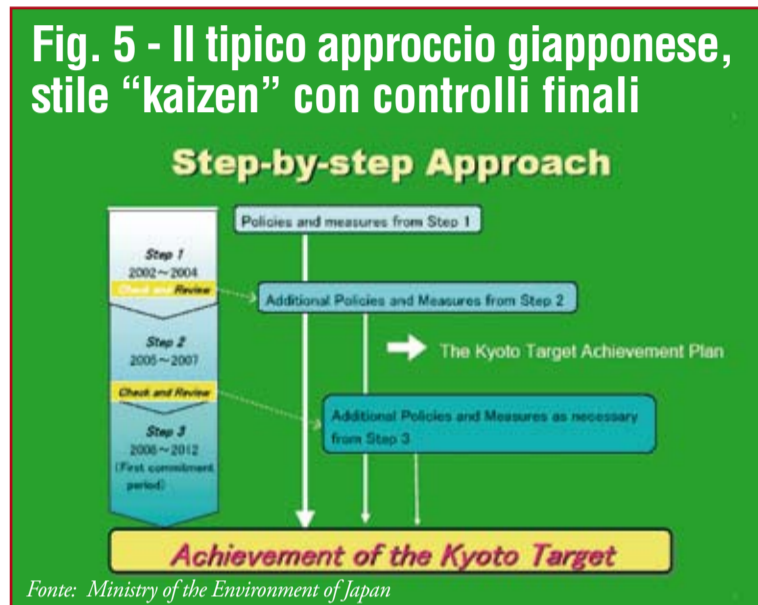 Fig. 5 - Il tipico approccio giapponese,
stile “kaizen” con controlli finali
Step-by-step Approach
Policies and measures from Step 1
Step 1
2002～2004
Check and Review
Additional Policies and Measures from Step 2
Step 2
2005～2007
The Kyoto Target Achievement Plan
Check and Review
Additional Policies and Measures as necessary
from Step 3
Step 3
2008～2012
(First commitment
period)
Achievement of the Kyoto Target
Fonte: Ministry of the Environment of Japan